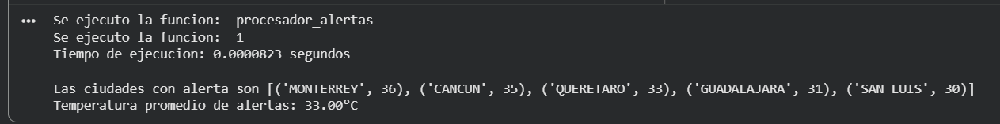 ••• Se ejecuto la funcion:  procesador_alertas
Se ejecuto la funcion:  1
Tiempo de ejecucion: 0.0000823 segundos

Las ciudades con alerta son [('MONTERREY', 36), ('CANCUN', 35), ('QUERETARO', 33), ('GUADALAJARA', 31), ('SAN LUIS', 30)]
Temperatura promedio de alertas: 33.00°C